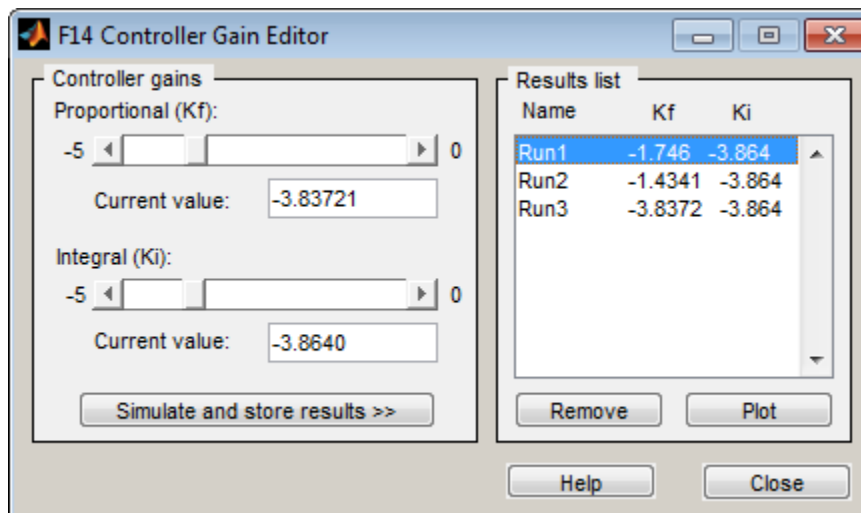 F14 Controller Gain Editor
Controller gains
Proportional (Kf):
-5 0
Current value: -3.83721
Integral (Ki):
-5 0
Current value: -3.8640
Simulate and store results >>
Results list
Name Kf Ki
Run1 -1.746 -3.864
Run2 -1.4341 -3.864
Run3 -3.8372 -3.864
Remove Plot
Help Close